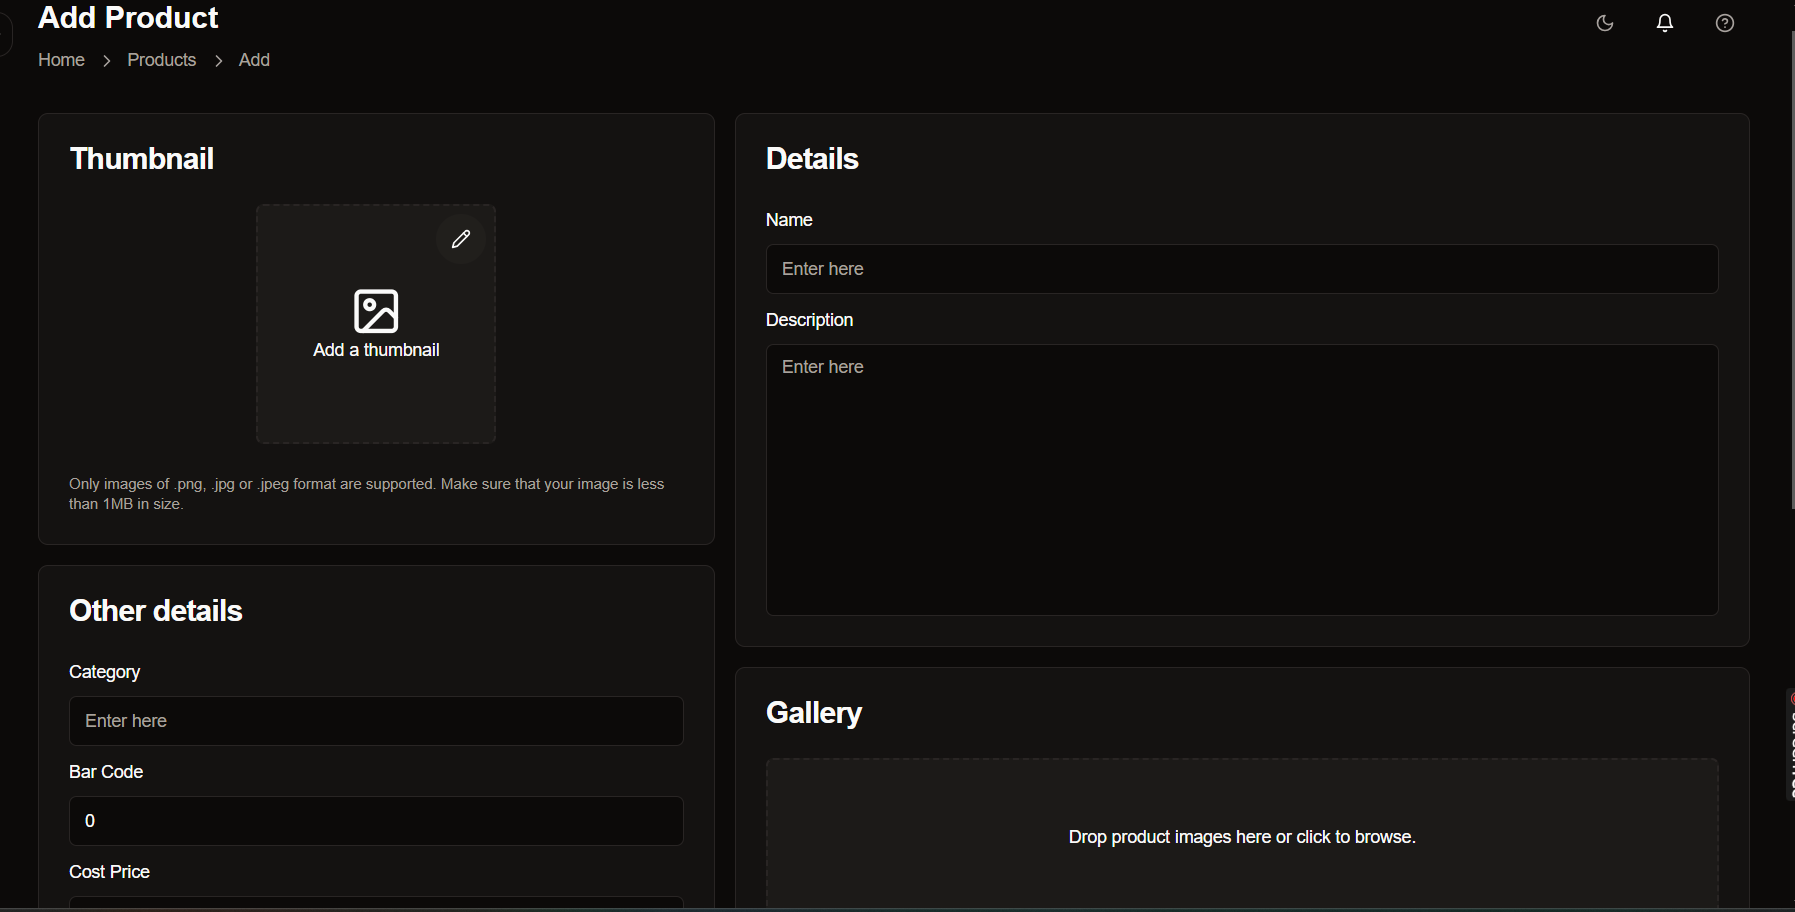 Add Product
Home > Products > Add
Thumbnail
Add a thumbnail
Only images of .png, .jpg or .jpeg format are supported. Make sure that your image is less
than 1MB in size.
Other details
Category
Enter here
Bar Code
0
Cost Price
Details
Name
Enter here
Description
Enter here
Gallery
Drop product images here or click to browse.